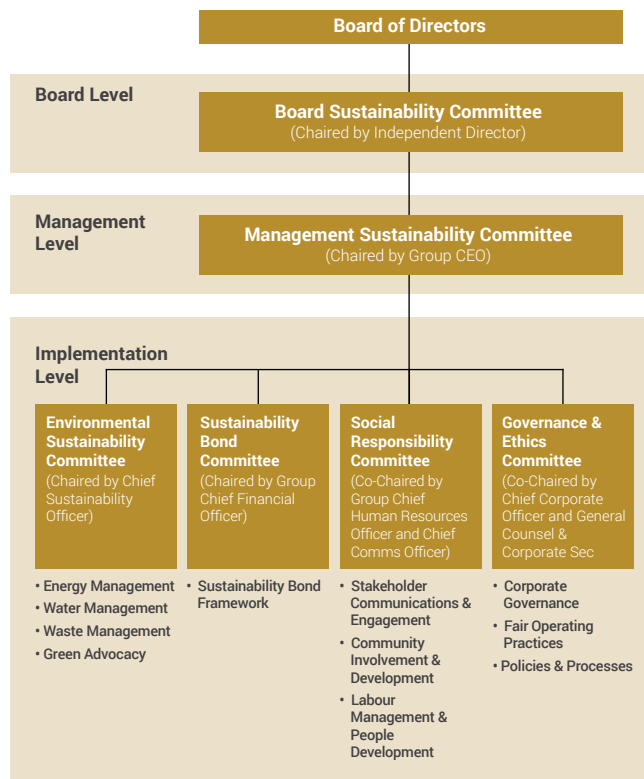 Board of Directors
Board Level
Board Sustainability Committee
(Chaired by Independent Director)
Management
Level
Management Sustainability Committee
(Chaired by Group CEO)
Implementation
Level
Environmental
Sustainability
Committee
(Chaired by Chief
Sustainability
Officer)
• Energy Management
• Water Management
• Waste Management
• Green Advocacy
Sustainability
Bond
Committee
(Chaired by Group
Chief Financial
Officer)
• Sustainability Bond
Framework
Social
Responsibility
Committee
(Co-Chaired by
Group Chief
Human Resources
Officer and Chief
Comms Officer)
• Stakeholder
Communications &
Engagement
• Community
Involvement &
Development
• Labour
Management &
People
Development
Governance &
Ethics
Committee
(Co-Chaired by
Chief Corporate
Officer and General
Counsel &
Corporate Sec
• Corporate
Governance
• Fair Operating
Practices
• Policies & Processes